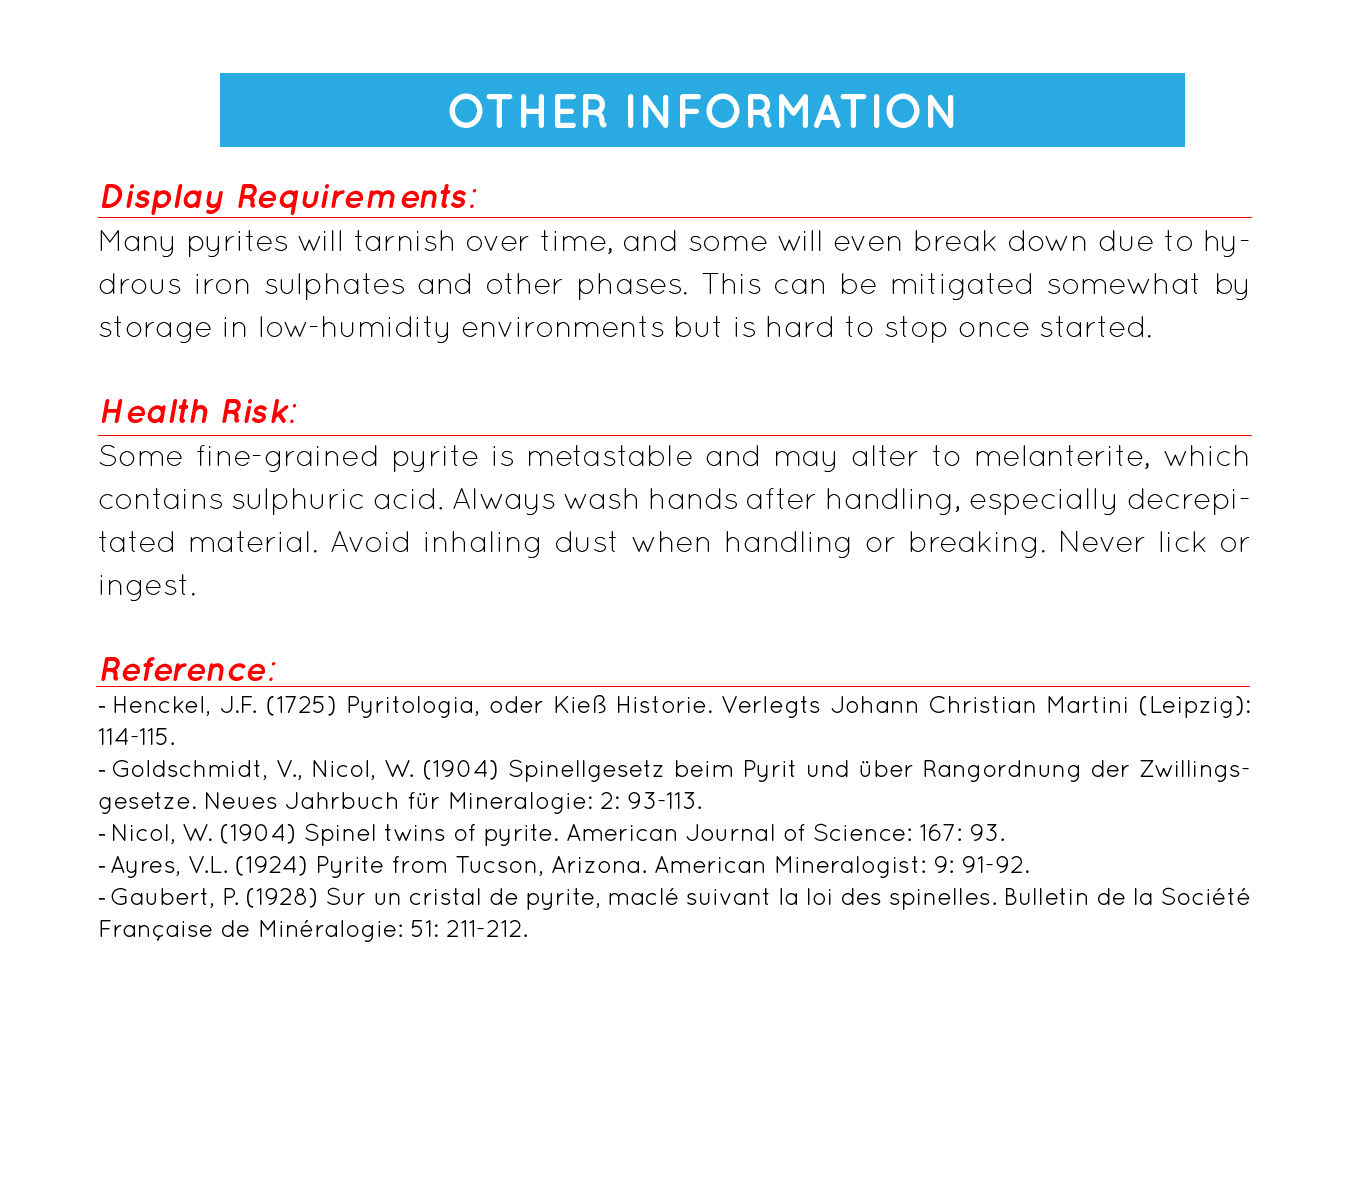 OTHER INFORMATION
Display Requirements:
Many pyrites will tarnish over time, and some will even break down due to hy-
drous iron sulphates and other phases. This can be mitigated somewhat by
storage in low-humidity environments but is hard to stop once started.
Health Risk:
Some fine-grained pyrite is metastable and may alter to melanterite, which
contains sulphuric acid. Always wash hands after handling, especially decrepi-
tated material. Avoid inhaling dust when handling or breaking. Never lick or
ingest.
Reference:
- Henckel, J.F. (1725) Pyritologia, oder Kieß Historie. Verlegts Johann Christian Martini (Leipzig):
114-115.
- Goldschmidt, V., Nicol, W. (1904) Spinellgesetz beim Pyrit und über Rangordnung der Zwillings-
gesetze. Neues Jahrbuch für Mineralogie: 2: 93-113.
- Nicol, W. (1904) Spinel twins of pyrite. American Journal of Science: 167: 93.
- Ayres, V.L. (1924) Pyrite from Tucson, Arizona. American Mineralogist: 9: 91-92.
- Gaubert, P. (1928) Sur un cristal de pyrite, maclé suivant la loi des spinelles. Bulletin de la Société
Française de Minéralogie: 51: 211-212.